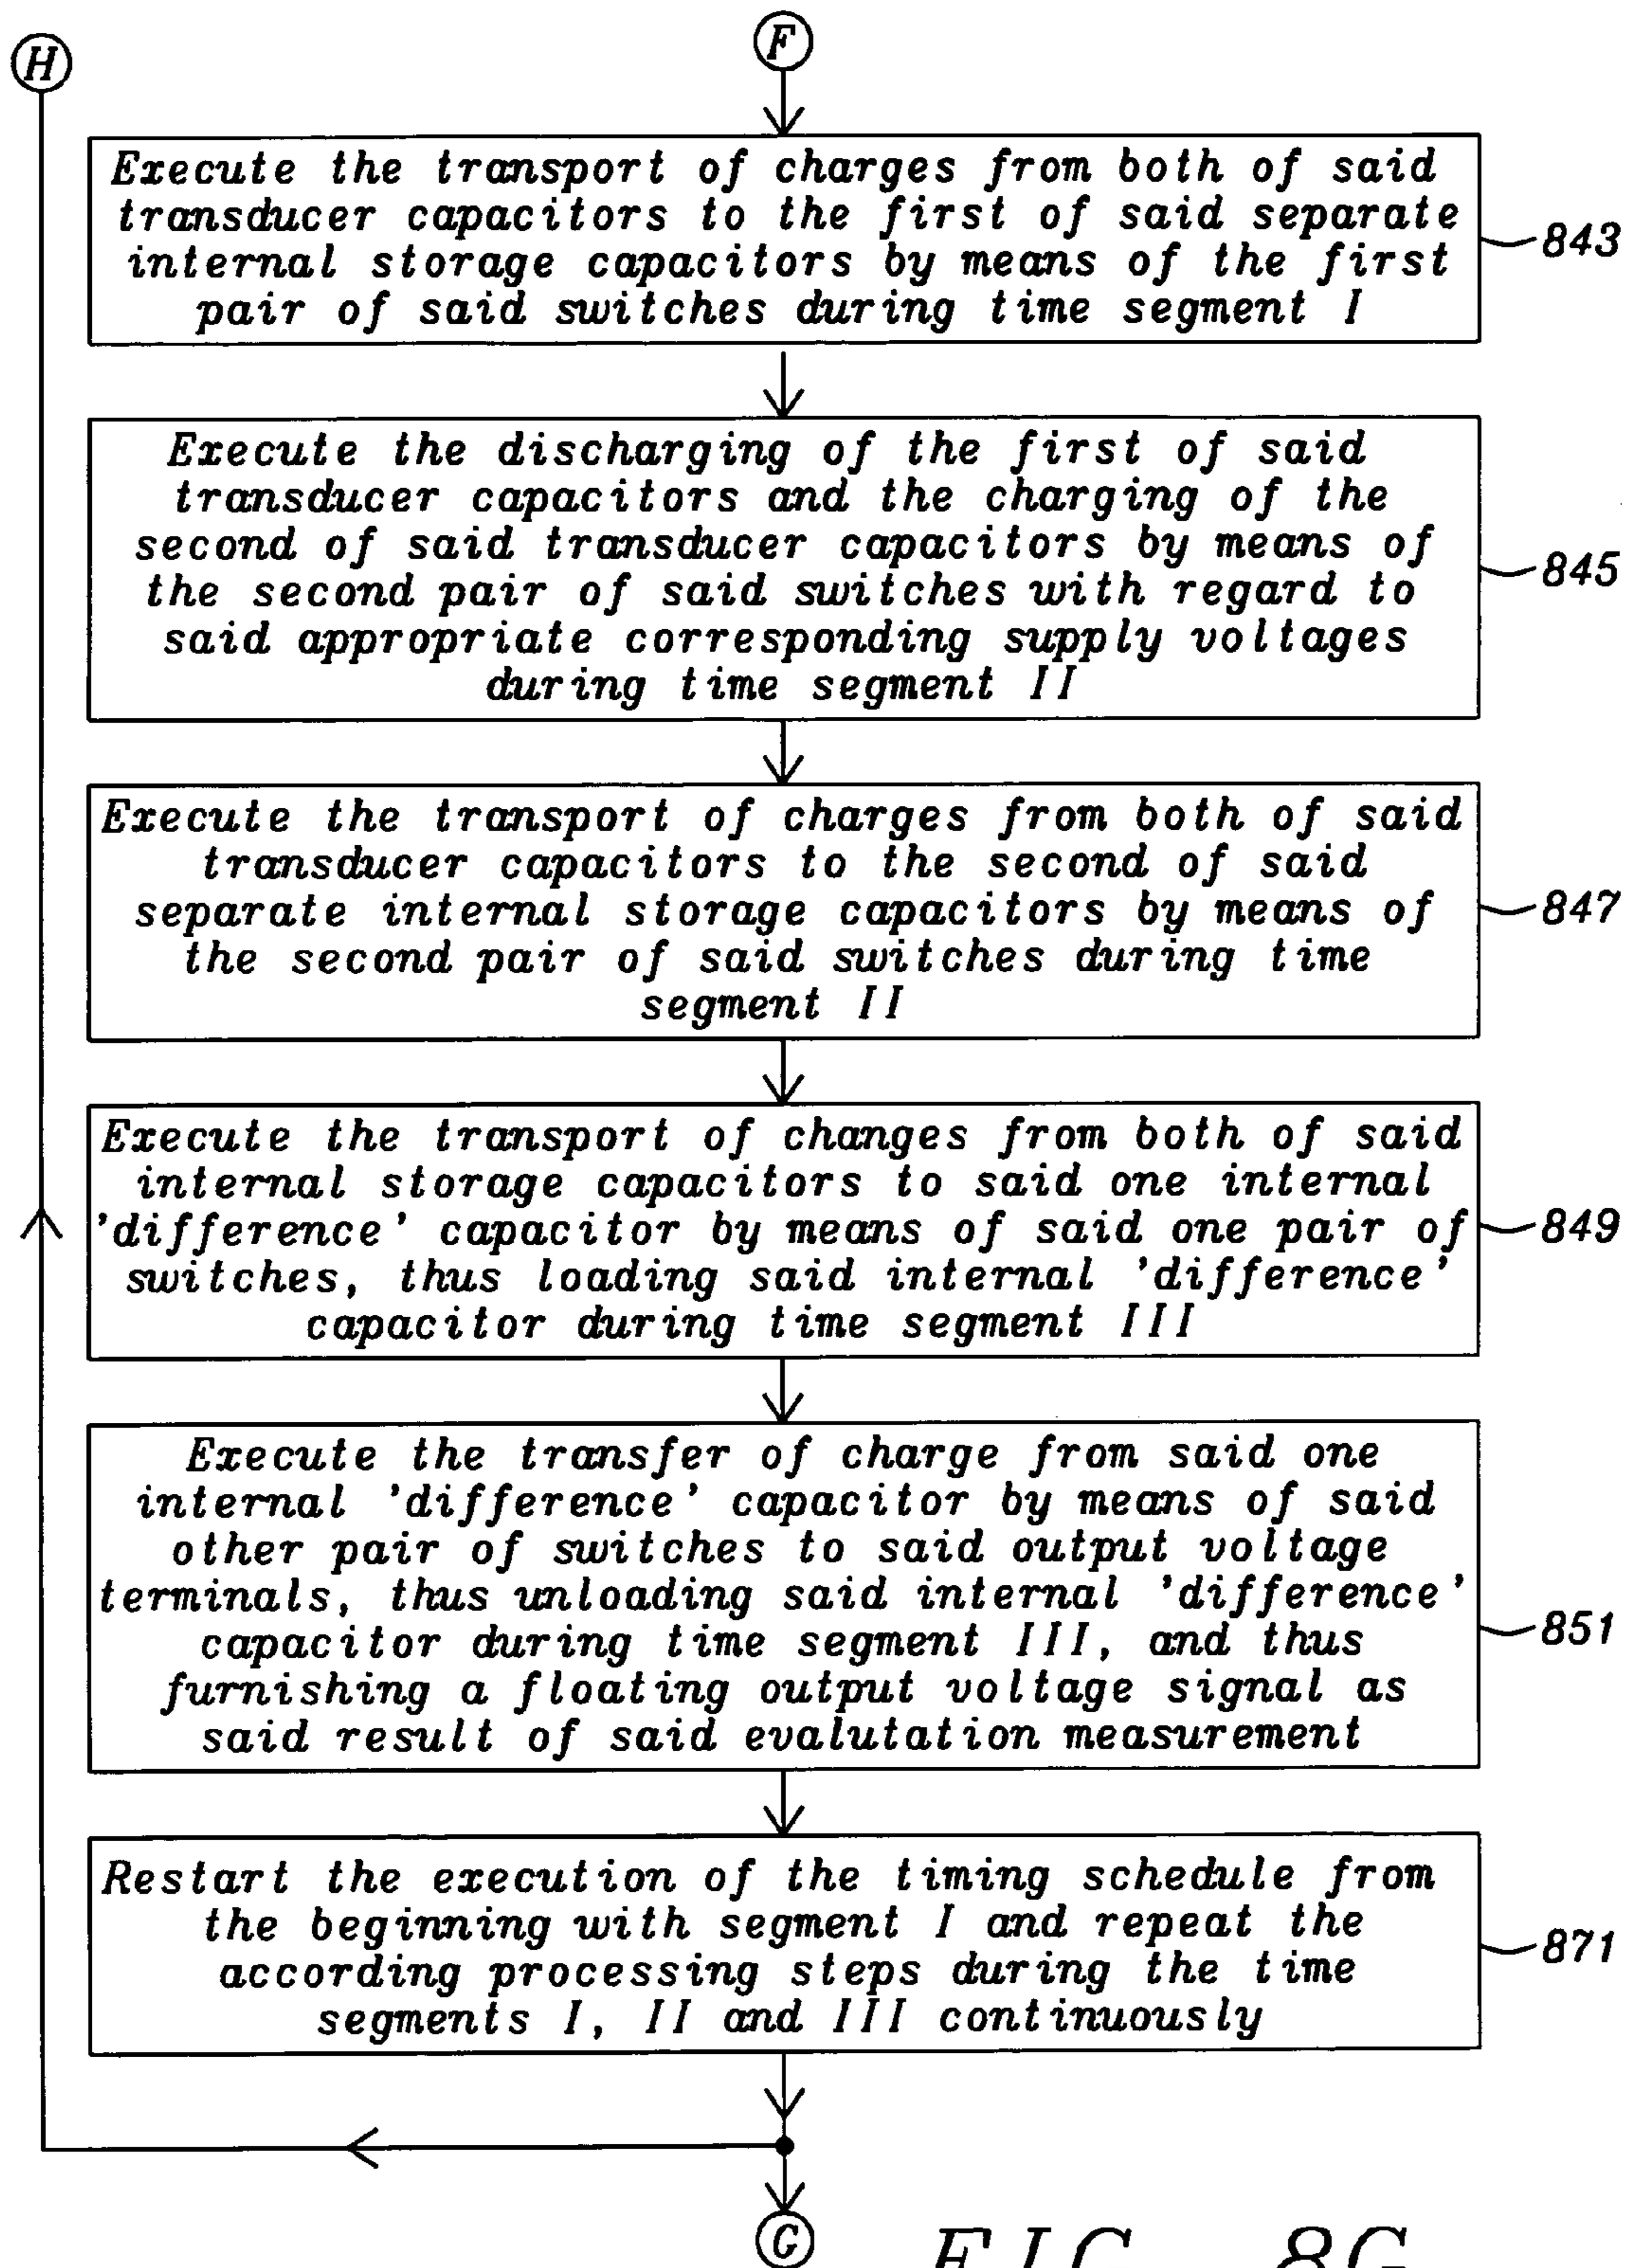 H
F
Execute the transport of charges from both of said
transducer capacitors to the first of said separate
internal storage capacitors by means of the first
pair of said switches during time segment I
843
Execute the discharging of the first of said
transducer capacitors and the charging of the
second of said transducer capacitors by means of
the second pair of said switches with regard to
said appropriate corresponding supply voltages
during time segment II
845
Execute the transport of charges from both of said
transducer capacitors to the second of said
separate internal storage capacitors by means of
the second pair of said switches during time
segment II
847
Execute the transport of changes from both of said
internal storage capacitors to said one internal
'difference' capacitor by means of said one pair of
switches, thus loading said internal 'difference'
capacitor during time segment III
849
Execute the transfer of charge from said one
internal 'difference' capacitor by means of said
other pair of switches to said output voltage
terminals, thus unloading said internal 'difference'
capacitor during time segment III, and thus
furnishing a floating output voltage signal as
said result of said evalutation measurement
851
Restart the execution of the timing schedule from
the beginning with segment I and repeat the
according processing steps during the time
segments I, II and III continuously
871
G